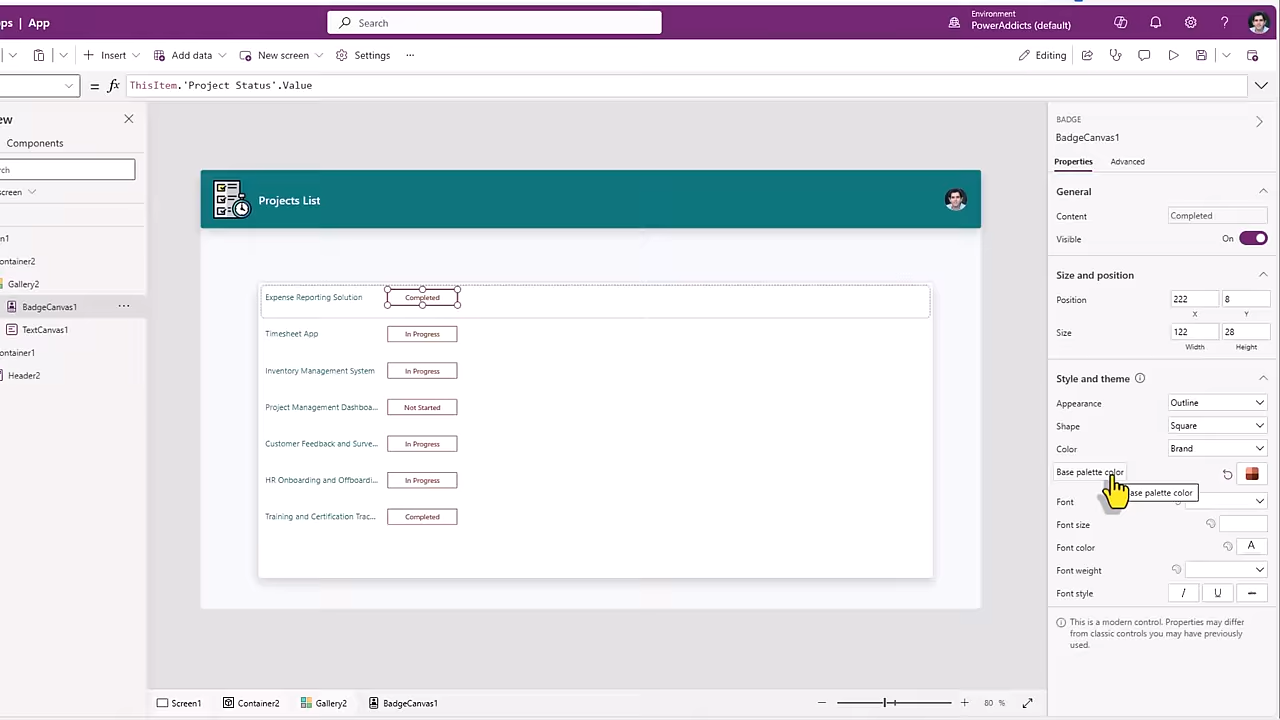 ps | App
Search
Environment
PowerAddicts (default)
Insert
Add data
New screen
Settings
...
Editing
= fx ThisItem.'Project Status'.Value
ew
Components
rch
screen
n1
ontainer2
Gallery2
BadgeCanvas1
...
TextCanvas1
ontainer1
Header2
Projects List
Expense Reporting Solution
Completed
Timesheet App
In Progress
Inventory Management System
In Progress
Project Management Dashboa...
Not Started
Customer Feedback and Surve...
In Progress
HR Onboarding and Offboardi...
In Progress
Training and Certification Trac...
Completed
BADGE
BadgeCanvas1
Properties
Advanced
General
Content
Completed
Visible
On
Size and position
Position
222
8
X
Y
Size
122
28
Width
Height
Style and theme
Appearance
Outline
Shape
Square
Color
Brand
Base palette color
ase palette color
Font
Font size
Font color
A
Font weight
Font style
/
U
This is a modern control. Properties may differ
from classic controls you may have previously
used.
Screen1
Container2
Gallery2
BadgeCanvas1
80 %